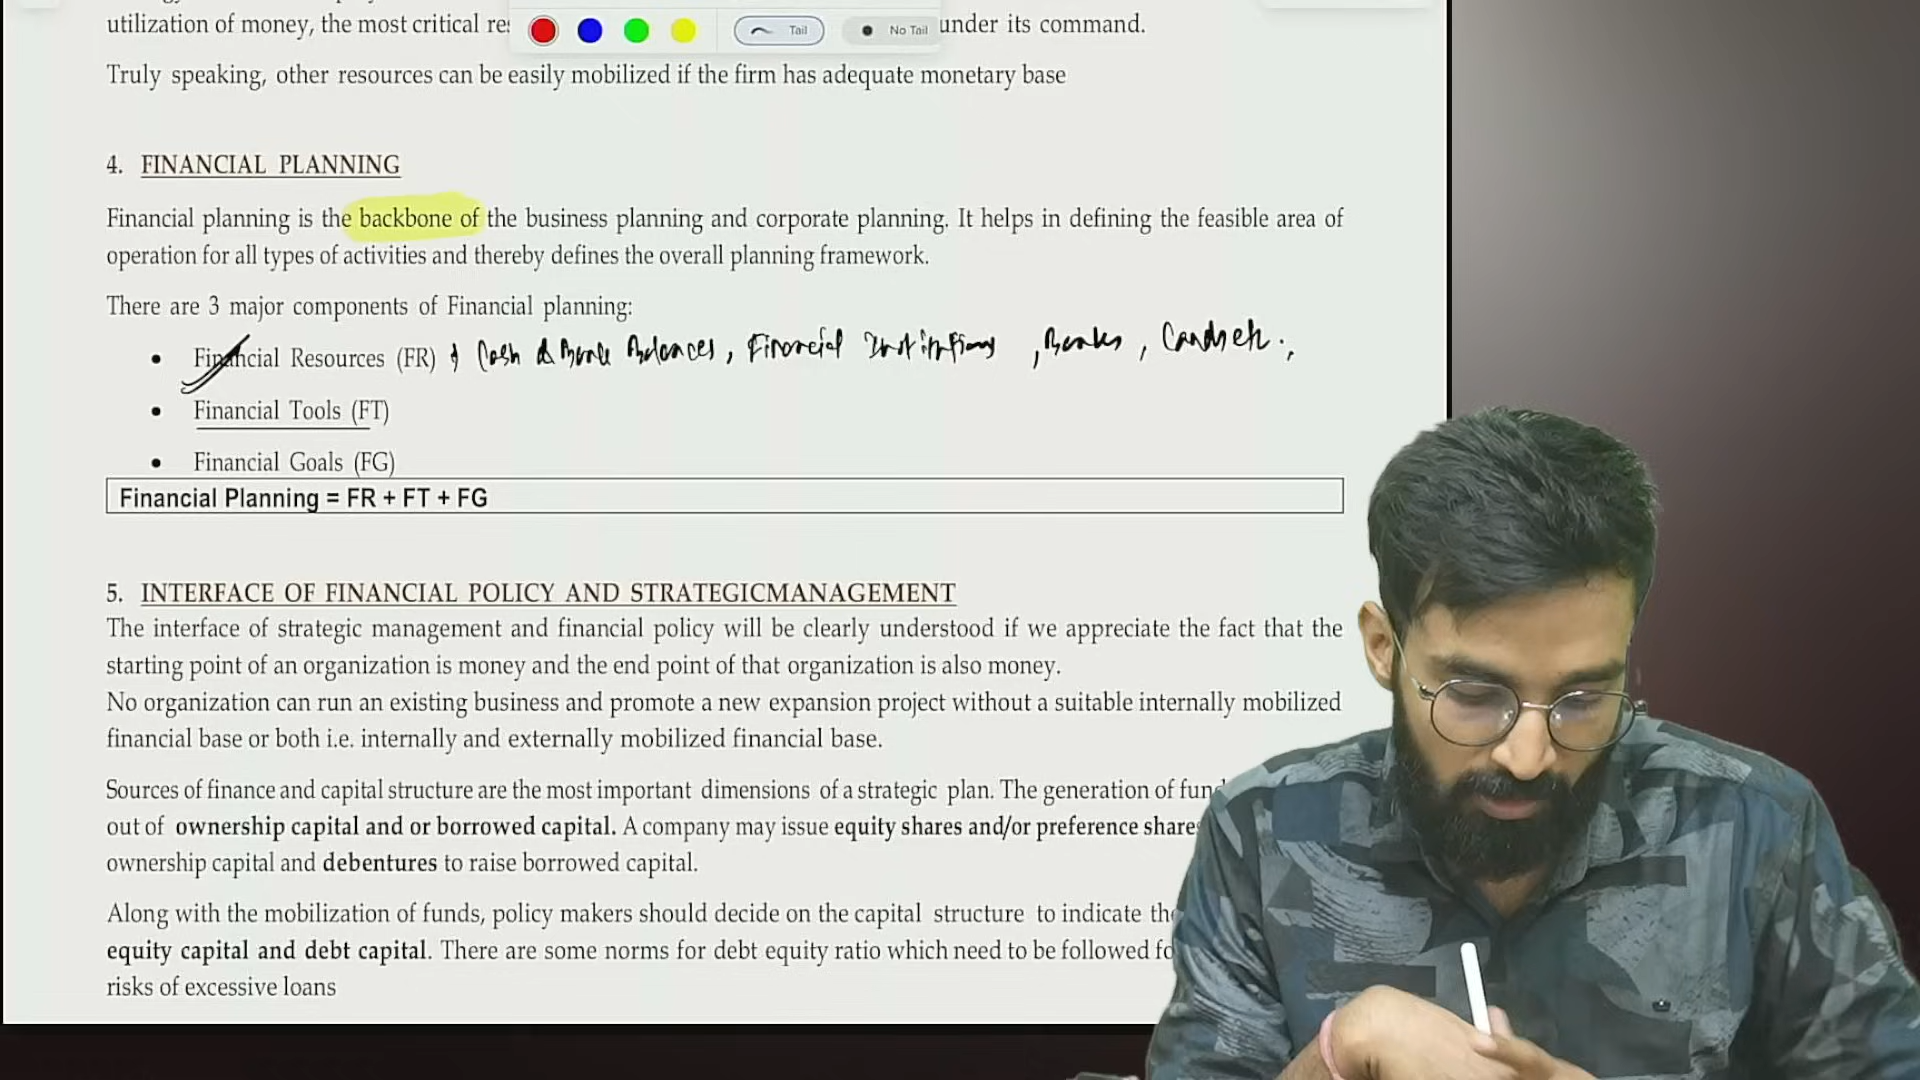 utilization of money, the most critical res
under its command.
Tail
No Tail
Truly speaking, other resources can be easily mobilized if the firm has adequate monetary base
4. FINANCIAL PLANNING
Financial planning is the backbone of the business planning and corporate planning. It helps in defining the feasible area of
operation for all types of activities and thereby defines the overall planning framework.
There are 3 major components of Financial planning:
• Financial Resources (FR) Cash & Bank Balances, Financial Institutions, Banks,
• Financial Tools (FT)
• Financial Goals (FG)
Financial Planning = FR + FT + FG
5. INTERFACE OF FINANCIAL POLICY AND STRATEGICMANAGEMENT
The interface of strategic management and financial policy will be clearly understood if we appreciate the fact that the
starting point of an organization is money and the end point of that organization is also money.
No organization can run an existing business and promote a new expansion project without a suitable internally mobilized
financial base or both i.e. internally and externally mobilized financial base.
Sources of finance and capital structure are the most important dimensions of a strategic plan. The generation of fun
out of ownership capital and or borrowed capital. A company may issue equity shares and/or preference share
ownership capital and debentures to raise borrowed capital.
Along with the mobilization of funds, policy makers should decide on the capital structure to indicate th
equity capital and debt capital. There are some norms for debt equity ratio which need to be followed fo
risks of excessive loans